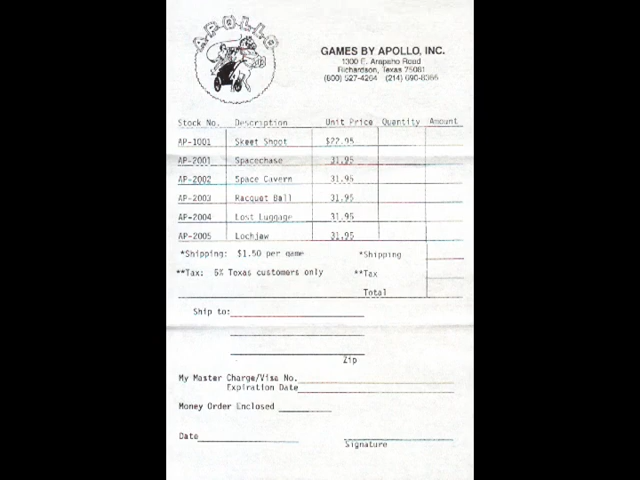 APOLLO
GAMES BY APOLLO, INC.
1300 E. Arapaho Road
Richardson, Texas 75081
(800) 527-4264 (214) 690-8386
Stock No. Description Unit Price Quantity Amount
AP-1001 Skeet Shoot $22.95
AP-2001 Spacechase 31.95
AP-2002 Space Cavern 31.95
AP-2003 Racquet Ball 31.95
AP-2004 Lost Luggage 31.95
AP-2005 Lochjaw 31.95
*Shipping: $1.50 per game *Shipping
**Tax: 5% Texas customers only **Tax
Total
Ship to:
Zip
My Master Charge/Visa No.
Expiration Date
Money Order Enclosed
Date
Signature